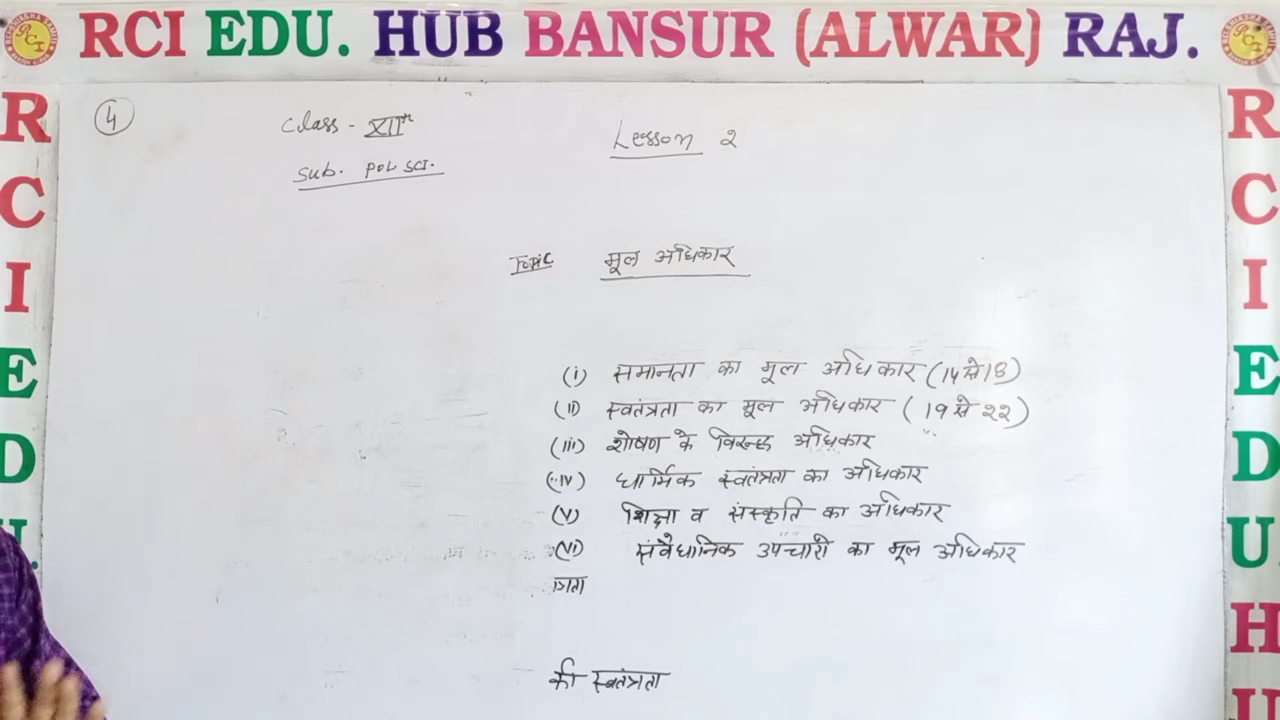 RCI EDU. HUB BANSUR (ALWAR) RAJ.
R
C
I
E
D
U.
R
C
I
E
D
U.
H
U
4
Class - XIIth
Sub. POL SCI.
Lesson 2
Topic मूल अधिकार
(i) समानता का मूल अधिकार (14 से 18)
(ii) स्वतंत्रता का मूल अधिकार (19 से 22)
(iii) शोषण के विरुद्ध अधिकार
(iv) धार्मिक स्वतंत्रता का अधिकार
(v) शिक्षा व संस्कृति का अधिकार
(vi) संवैधानिक उपचारों का मूल अधिकार
त्रता
की स्वतंत्रता